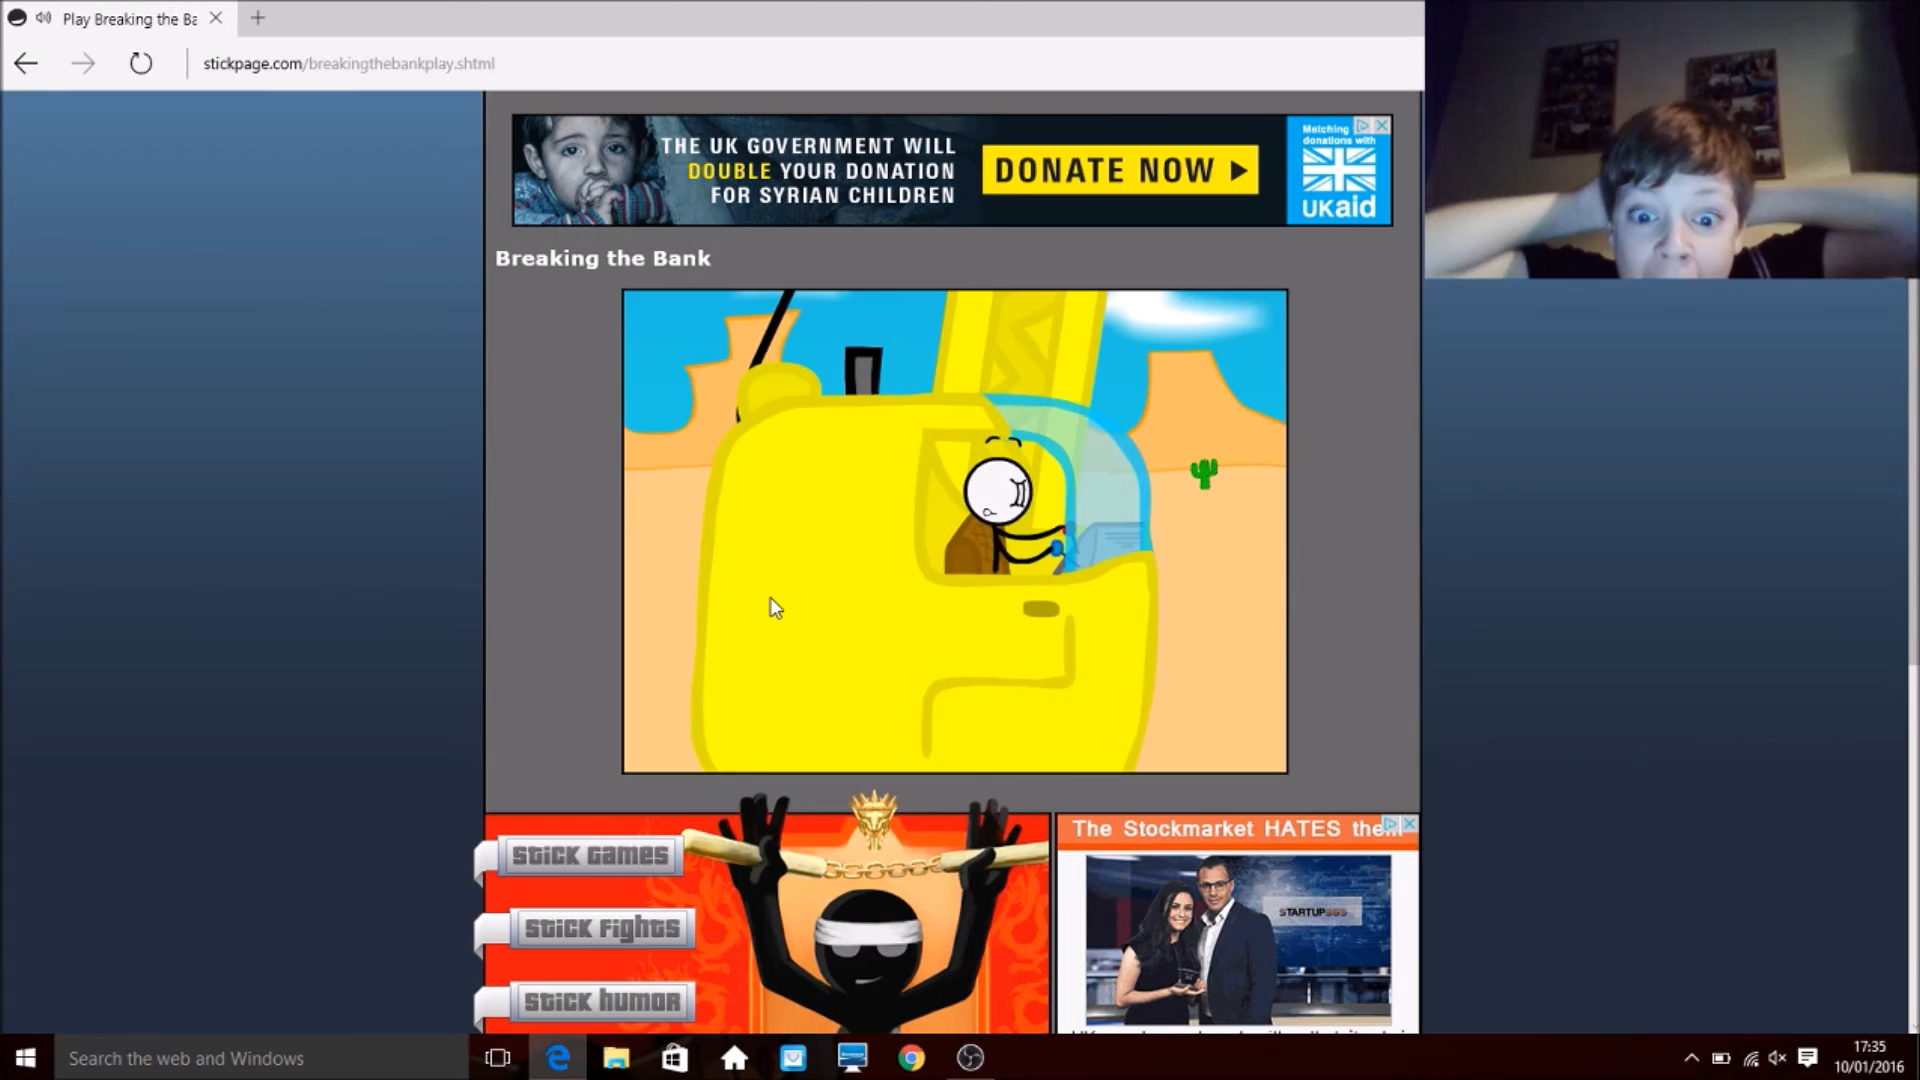 Play Breaking the Ba
stickpage.com/breakingthebankplay.shtml
THE UK GOVERNMENT WILL
DOUBLE YOUR DONATION
FOR SYRIAN CHILDREN
DONATE NOW
Matching
donations with
UKaid
Breaking the Bank
STICK GAMES
STICK FIGHTS
STICK HUMOR
The Stockmarket HATES the
STARTUP365
Search the web and Windows
17:35
10/01/2016